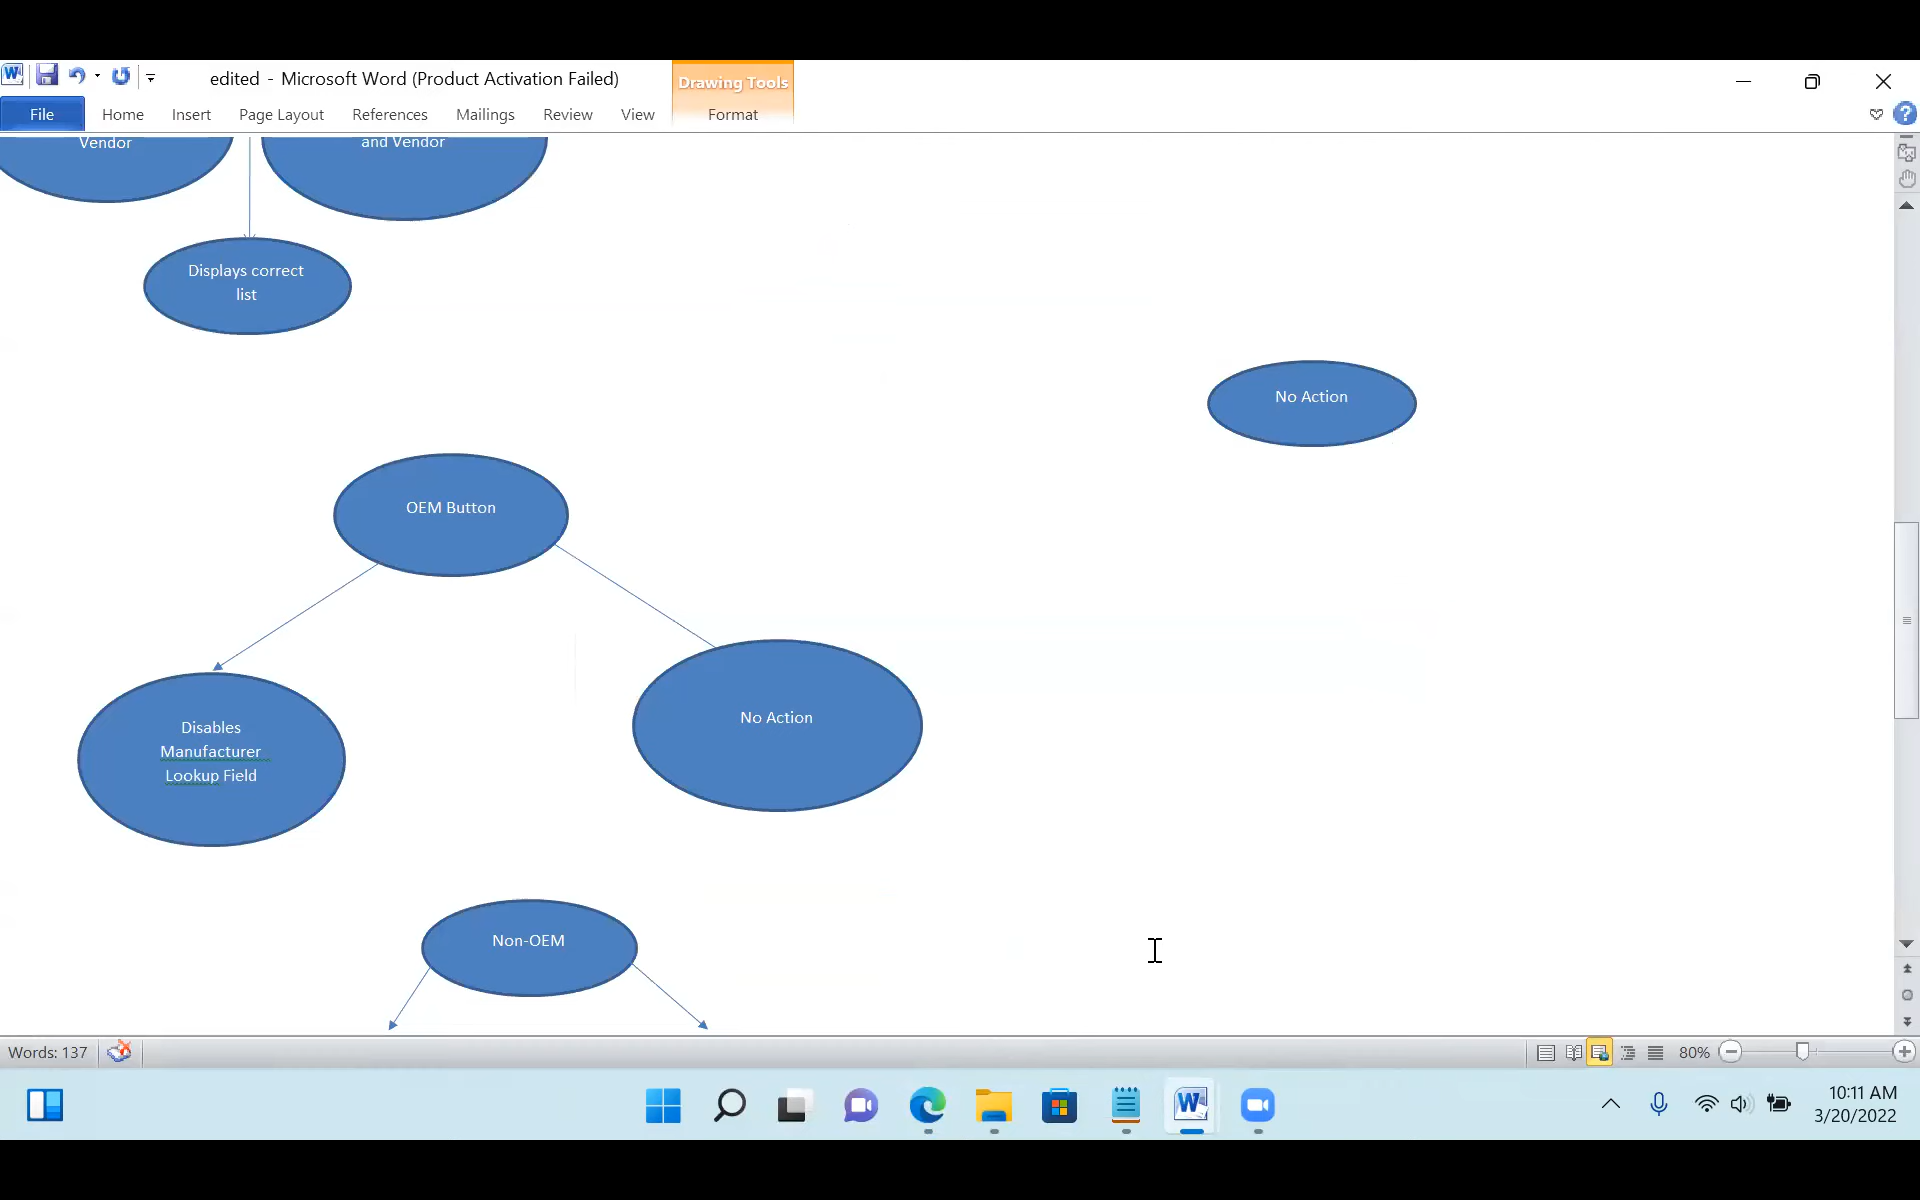 edited - Microsoft Word (Product Activation Failed)
Drawing Tools
File
Home
Insert
Page Layout
References
Mailings
Review
View
Format
Vendor
and Vendor
Displays correct
list
No Action
OEM Button
Disables
Manufacturer
Lookup Field
No Action
Non-OEM
Words: 137
80%
10:11 AM
3/20/2022